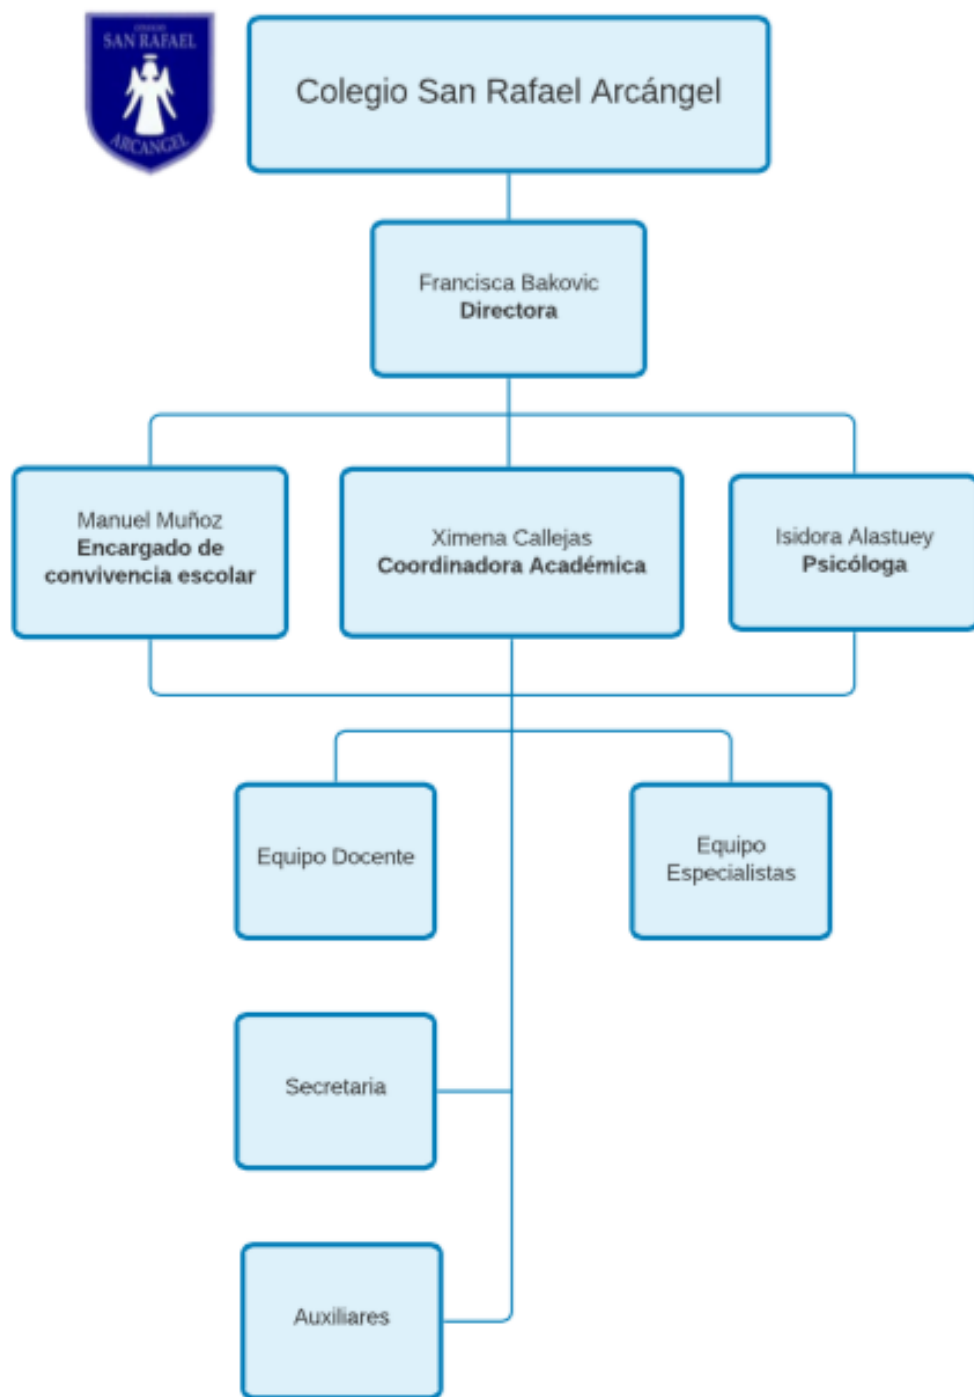 COLEGIO
SAN RAFAEL
ARCANGEL
Colegio San Rafael Arcángel
Francisca Bakovic
Directora
Manuel Muñoz
Encargado de
convivencia escolar
Ximena Callejas
Coordinadora Académica
Isidora Alastuey
Psicóloga
Equipo Docente
Equipo
Especialistas
Secretaria
Auxiliares